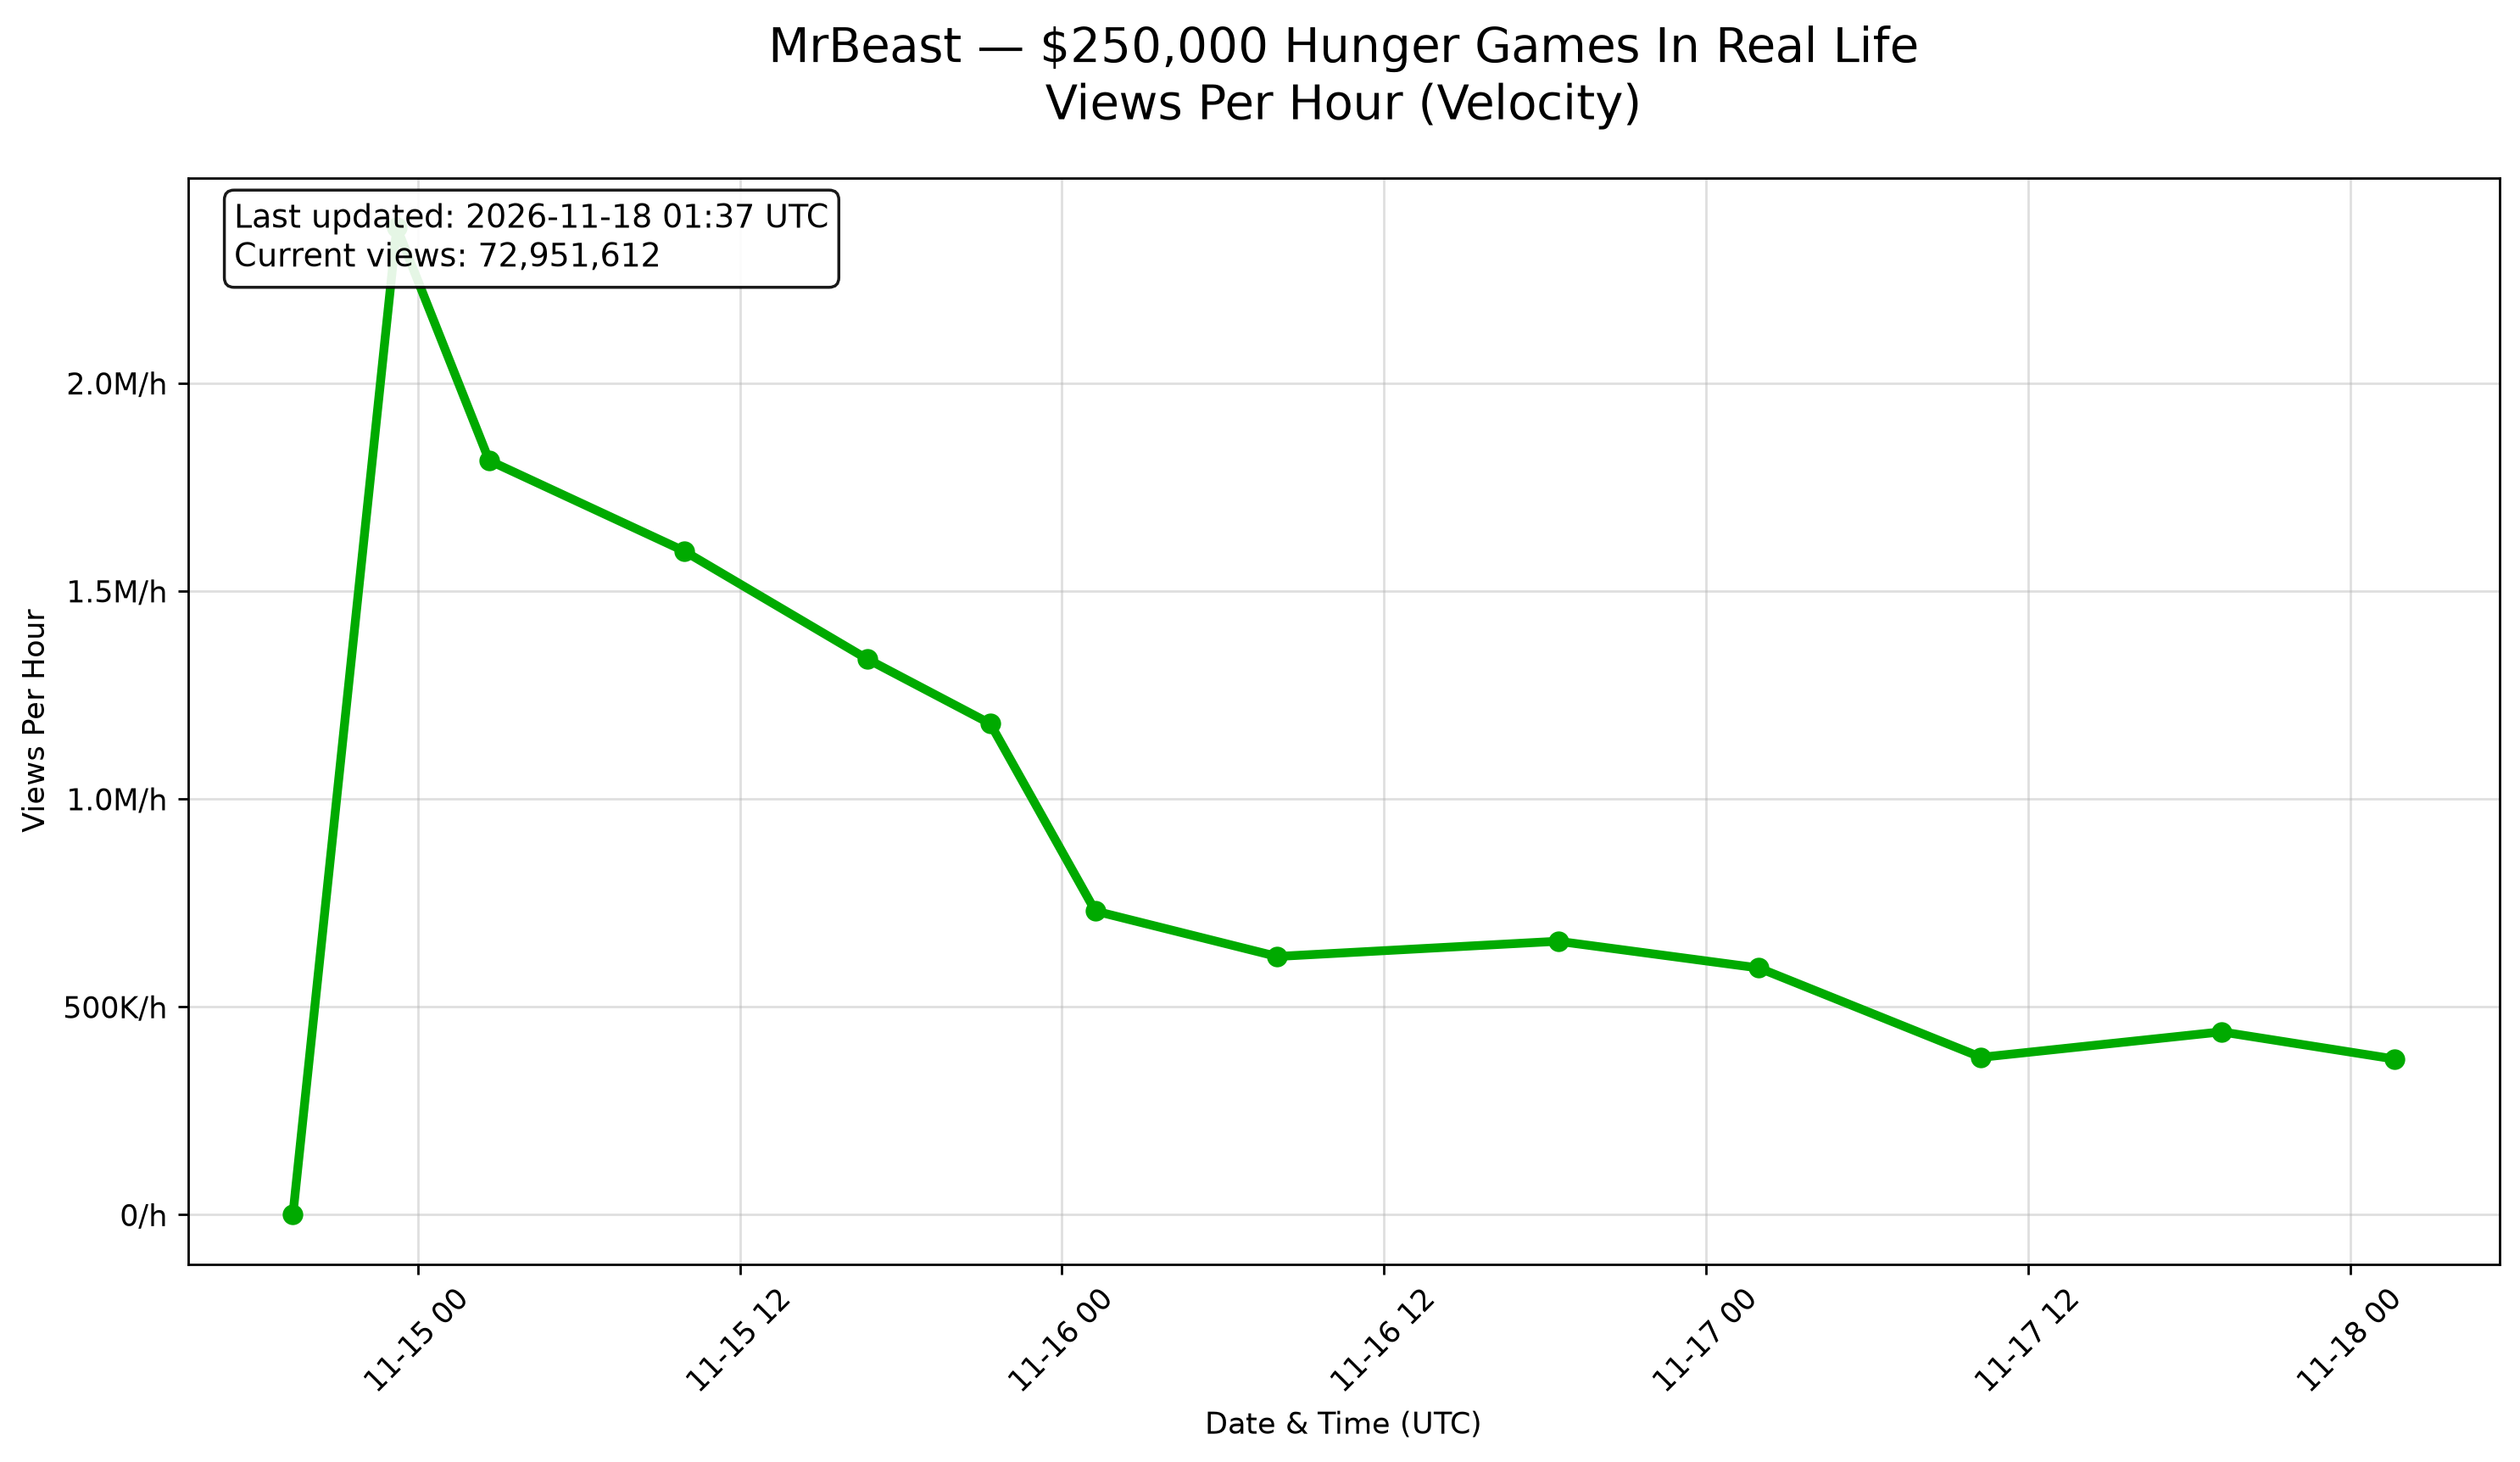 MrBeast — $250,000 Hunger Games In Real Life
Views Per Hour (Velocity)
Last updated: 2026-11-18 01:37 UTC
Current views: 72,951,612
2.0M/h
1.5M/h
1.0M/h
500K/h
0/h
Views Per Hour
11-15 00
11-15 12
11-16 00
11-16 12
11-17 00
11-17 12
11-18 00
Date & Time (UTC)